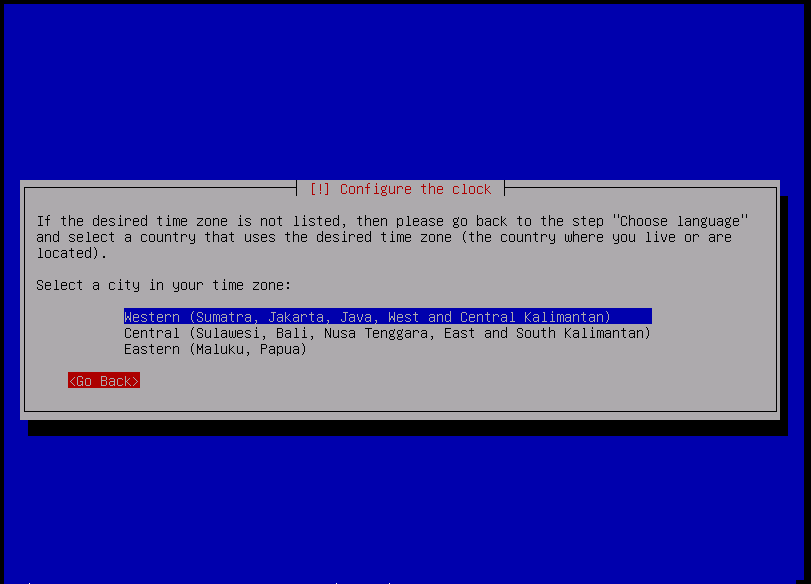 [!] Configure the clock
If the desired time zone is not listed, then please go back to the step "Choose language"
and select a country that uses the desired time zone (the country where you live or are
located).
Select a city in your time zone:
Western (Sumatra, Jakarta, Java, West and Central Kalimantan)
Central (Sulawesi, Bali, Nusa Tenggara, East and South Kalimantan)
Eastern (Maluku, Papua)
<Go Back>